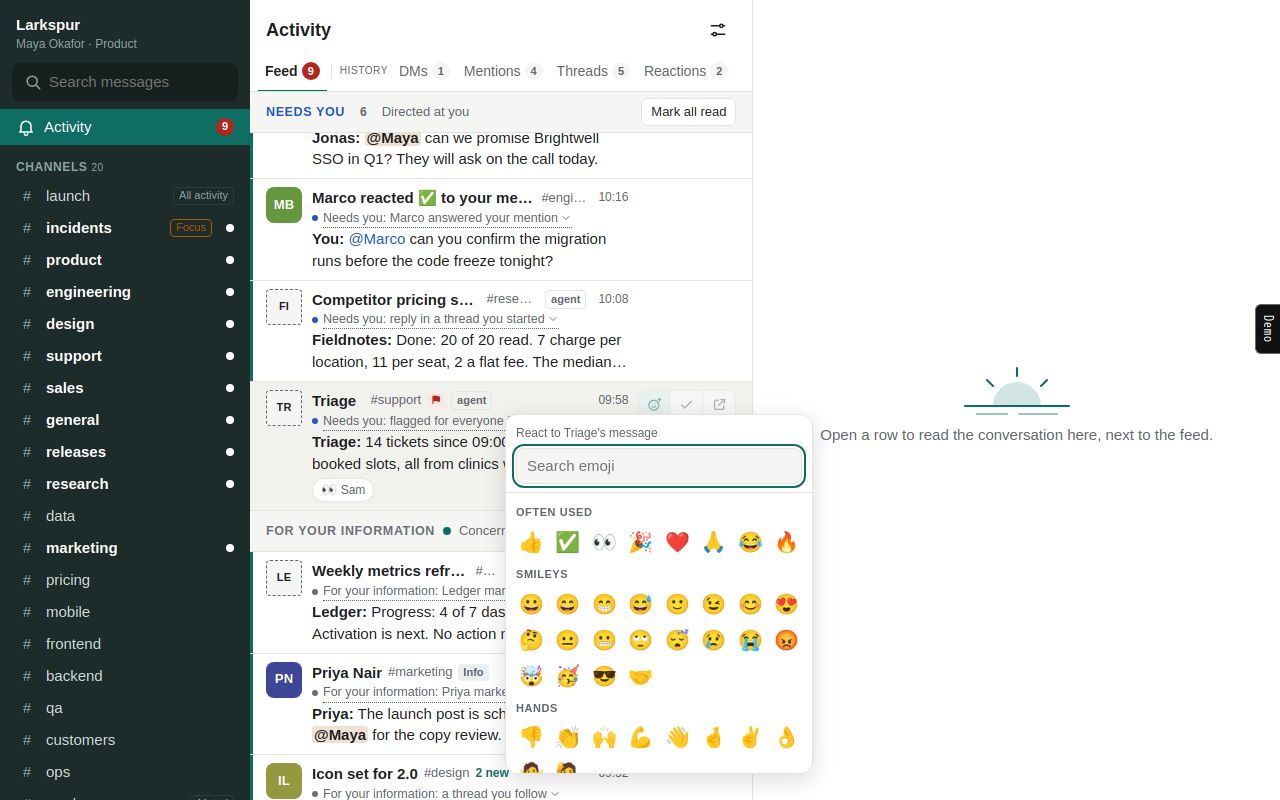 Larkspur
Maya Okafor · Product
Search messages
Activity 9
CHANNELS 20
# launch All activity
# incidents Focus
# product
# engineering
# design
# support
# sales
# general
# releases
# research
# data
# marketing
# pricing
# mobile
# frontend
# backend
# qa
# customers
# ops
Activity
Feed 9 HISTORY DMs 1 Mentions 4 Threads 5 Reactions 2
NEEDS YOU 6 Directed at you Mark all read
Jonas: @Maya can we promise Brightwell
SSO in Q1? They will ask on the call today.
MB Marco reacted ✅ to your me… #engi… 10:16
Needs you: Marco answered your mention
You: @Marco can you confirm the migration
runs before the code freeze tonight?
FI Competitor pricing s… #rese… agent 10:08
Needs you: reply in a thread you started
Fieldnotes: Done: 20 of 20 read. 7 charge per
location, 11 per seat, 2 a flat fee. The median…
TR Triage #support agent 09:58
Needs you: flagged for everyone
Triage: 14 tickets since 09:00
booked slots, all from clinics
👀 Sam
FOR YOUR INFORMATION Concern
LE Weekly metrics refr… #…
For your information: Ledger
Ledger: Progress: 4 of 7
Activation is next. No action
PN Priya Nair #marketing Info
For your information: Priya
Priya: The launch post is
@Maya for the copy review.
IL Icon set for 2.0 #design 2 new 09:52
For your information: a thread you follow
React to Triage's message
Search emoji
OFTEN USED
SMILEYS
HANDS
Open a row to read the conversation here, next to the feed.
Demo